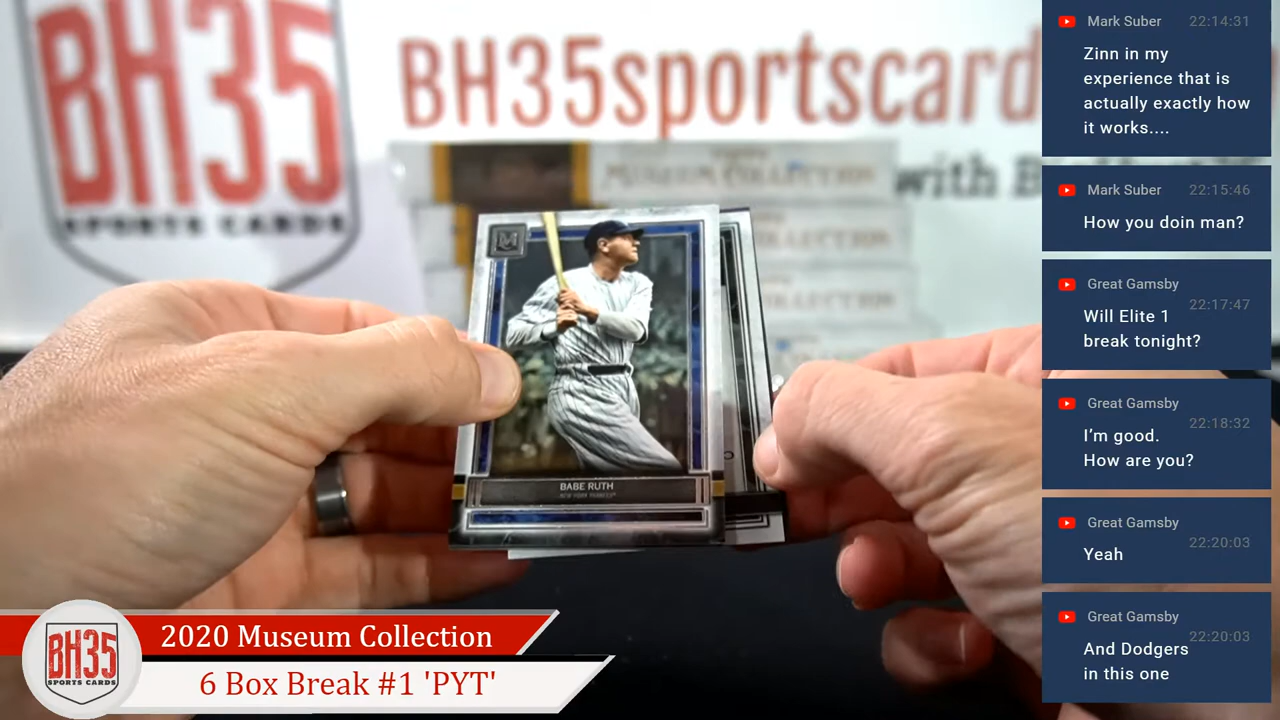 BH35
SPORTS CARDS
BH35sportscard
with B
MUSEUM COLLECTION
COLLECTION
COLLECTION
M
BABE RUTH
NEW YORK YANKEES
BH35
SPORTS CARDS
2020 Museum Collection
6 Box Break #1 'PYT'
Mark Suber 22:14:31
Zinn in my
experience that is
actually exactly how
it works....
Mark Suber 22:15:46
How you doin man?
Great Gamsby
22:17:47
Will Elite 1
break tonight?
Great Gamsby
22:18:32
I'm good.
How are you?
Great Gamsby
22:20:03
Yeah
Great Gamsby
22:20:03
And Dodgers
in this one